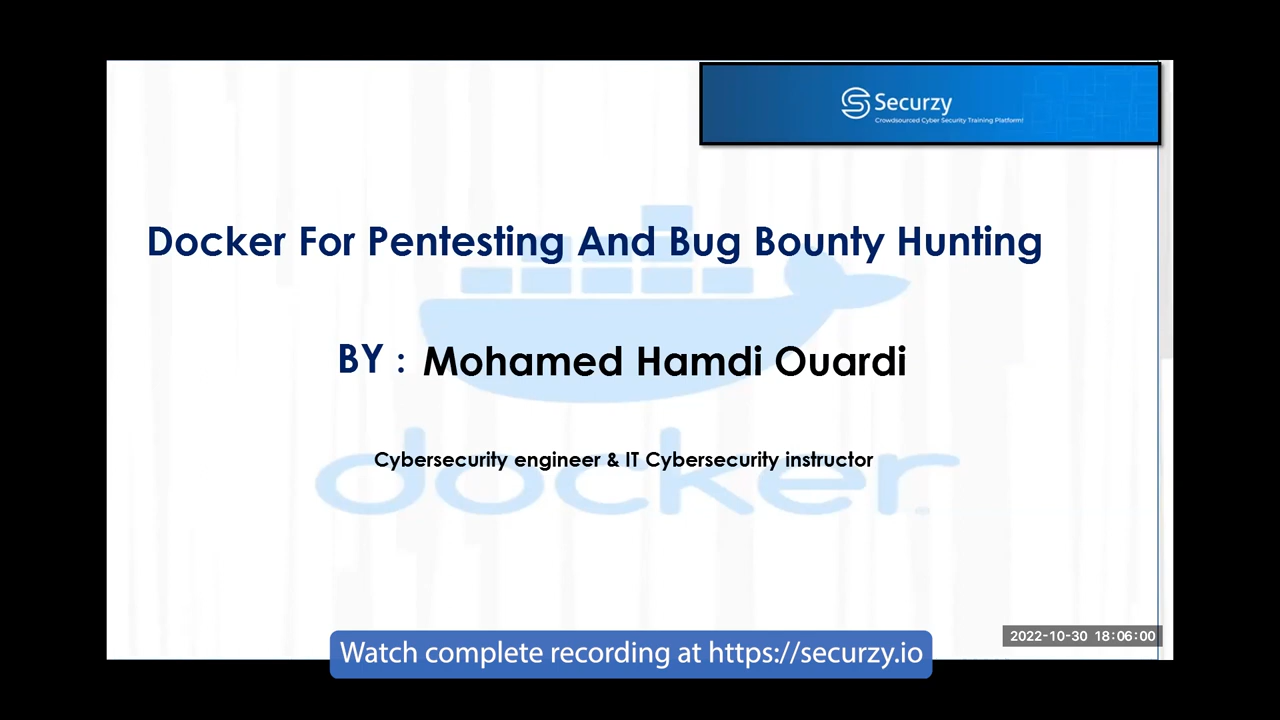 Securzy
Crowdsourced Cyber Security Training Platform!
Docker For Pentesting And Bug Bounty Hunting
BY : Mohamed Hamdi Ouardi
Cybersecurity engineer & IT Cybersecurity instructor
docker
2022-10-30 18:06:00
Watch complete recording at https://securzy.io